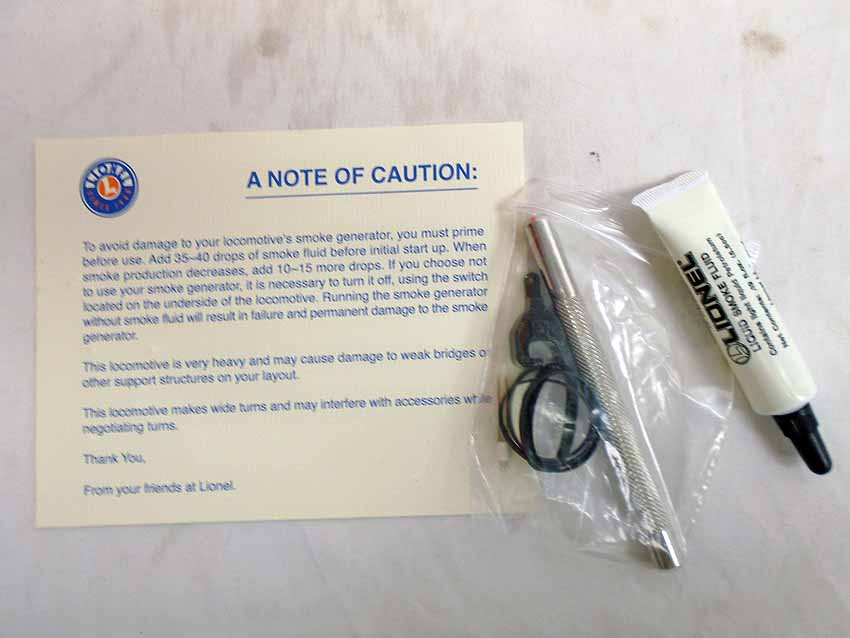 LIONEL
SINCE 1900
A NOTE OF CAUTION:
To avoid damage to your locomotive's smoke generator, you must prime
before use. Add 35–40 drops of smoke fluid before initial start up. When
smoke production decreases, add 10–15 more drops. If you choose not
to use your smoke generator, it is necessary to turn it off, using the switch
located on the underside of the locomotive. Running the smoke generator
without smoke fluid will result in failure and permanent damage to the smoke
generator.
This locomotive is very heavy and may cause damage to weak bridges or
other support structures on your layout.
This locomotive makes wide turns and may interfere with accessories while
negotiating turns.
Thank You,
From your friends at Lionel.
LIONEL
LIQUID SMOKE FLUID
Contains light